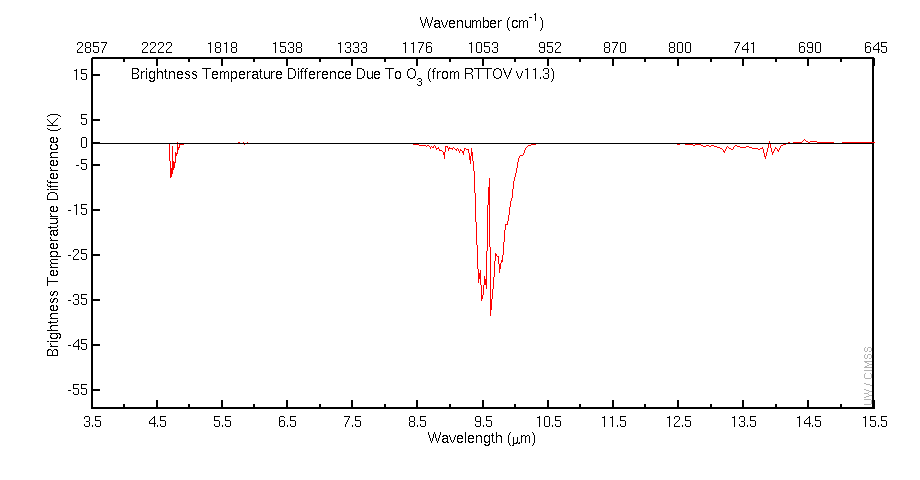 Wavenumber (cm-1)
2857 2222 1818 1538 1333 1176 1053 952 870 800 741 690 645
Brightness Temperature Difference Due To O3 (from RTTOV v11.3)
15
5
0
-5
-15
-25
-35
-45
-55
Brightness Temperature Difference (K)
UW / CIMSS
3.5 4.5 5.5 6.5 7.5 8.5 9.5 10.5 11.5 12.5 13.5 14.5 15.5
Wavelength (μm)